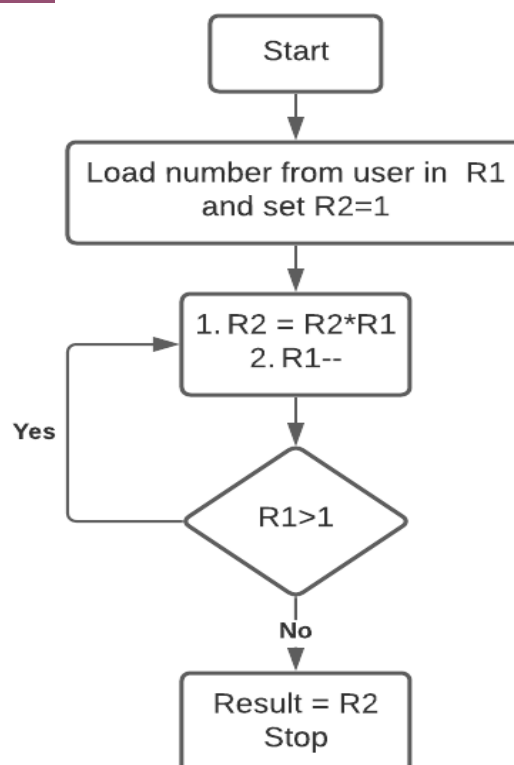 Start
Load number from user in R1
and set R2=1
1. R2 = R2*R1
2. R1--
Yes
R1>1
No
Result = R2
Stop